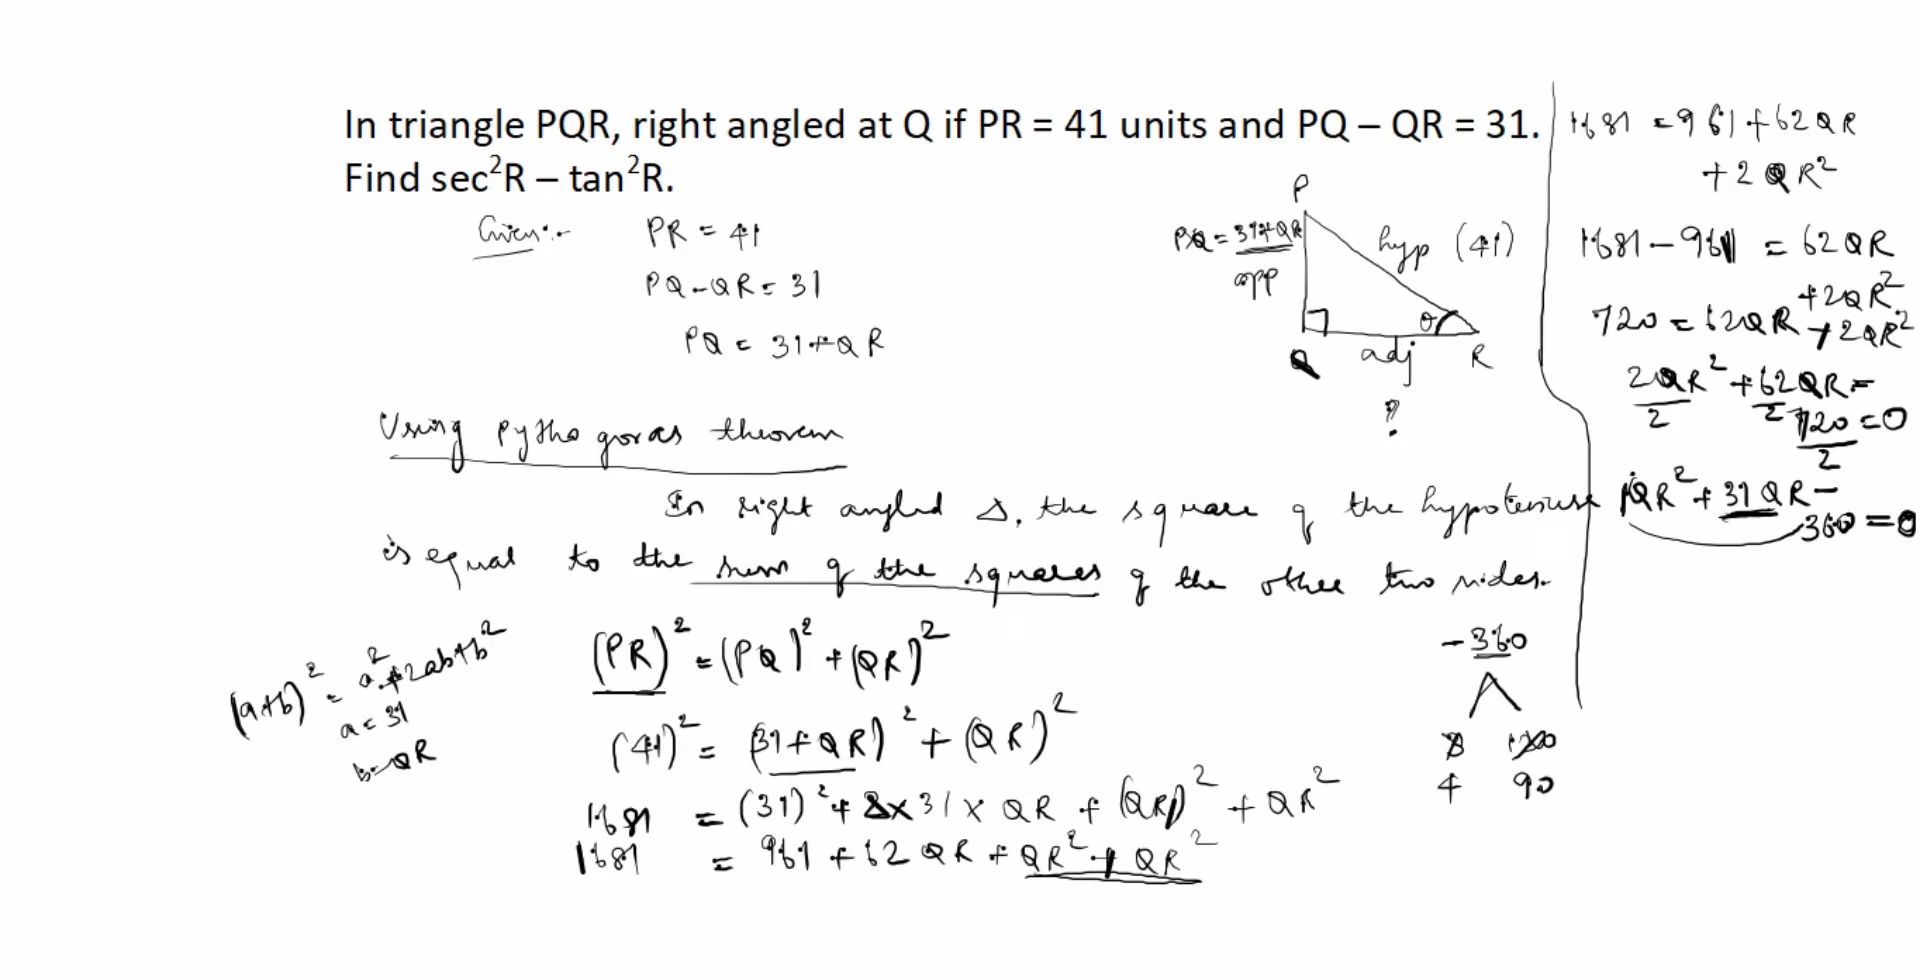 In triangle PQR, right angled at Q if PR = 41 units and PQ – QR = 31.
Find sec²R – tan²R.
Given:-
PR = 41
PQ - QR = 31
PQ = 31 + QR
P
PQ = 31 + QR
opp
hyp (41)
θ
Q
adj
R
?
Using pythagoras theorem
In right angled Δ, the square of the hypotenuse
is equal to the sum of the squares of the other two sides.
(PR)² = (PQ)² + (QR)²
(a+b)² = a² + 2ab + b²
a = 31
b = QR
(41)² = (31 + QR)² + (QR)²
1681 = (31)² + 2 × 31 × QR + (QR)² + QR²
1681 = 961 + 62 QR + QR² + QR²
1681 = 961 + 62QR
+ 2QR²
1681 – 961 = 62QR
+ 2QR²
720 = 62QR + 2QR²
2QR² + 62QR –
2 2 720 = 0
2
1QR² + 31QR –
360 = 0
- 360
3 120
4 90